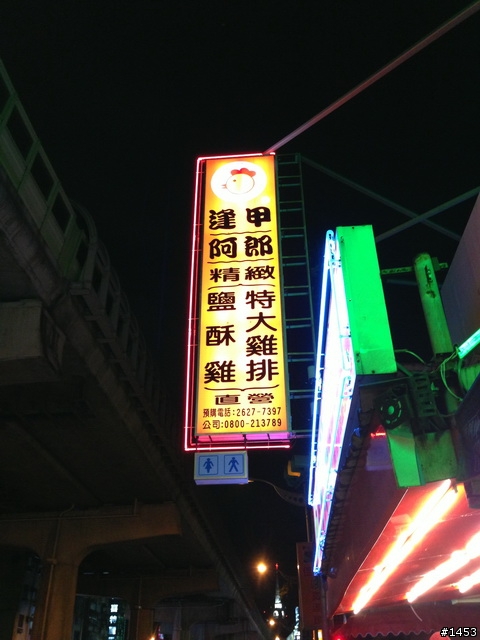 逢甲
阿郎
精緻
鹽酥雞
特大雞排
直營
預購電話:2627-7397
公司:0800-213789
#1453